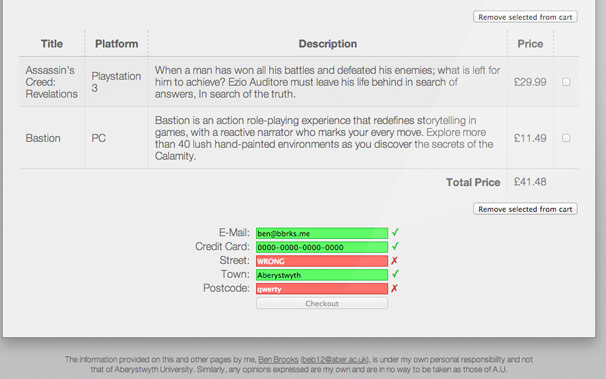 Remove selected from cart
Title Platform Description Price
Assassin's Creed: Revelations
Playstation 3
When a man has won all his battles and defeated his enemies; what is left for
him to achieve? Ezio Auditore must leave his life behind in search of
answers, In search of the truth.
£29.99
Bastion
PC
Bastion is an action role-playing experience that redefines storytelling in
games, with a reactive narrator who marks your every move. Explore more
than 40 lush hand-painted environments as you discover the secrets of the
Calamity.
£11.49
Total Price £41.48
Remove selected from cart
E-Mail: ben@bbrks.me ✓
Credit Card: 0000-0000-0000-0000 ✓
Street: WRONG ✗
Town: Aberystwyth ✓
Postcode: qwerty ✗
Checkout
The information provided on this and other pages by me, Ben Brooks (beb12@aber.ac.uk), is under my own personal responsibility and not
that of Aberystwyth University. Similarly, any opinions expressed are my own and are in no way to be taken as those of A.U.